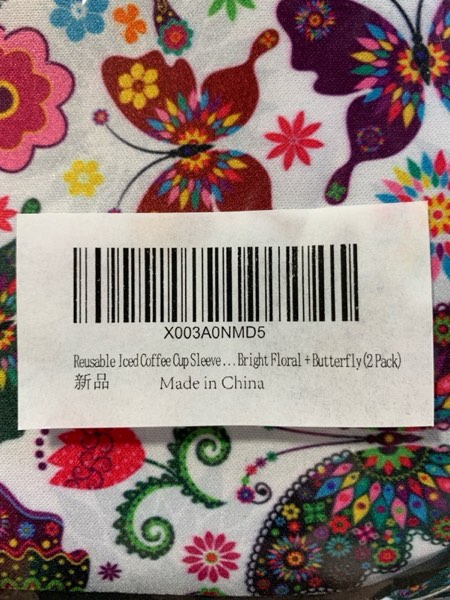 X003A0NMD5
Reusable Iced Coffee Cup Sleeve...Bright Floral + Butterfly (2 Pack)
新品 Made in China